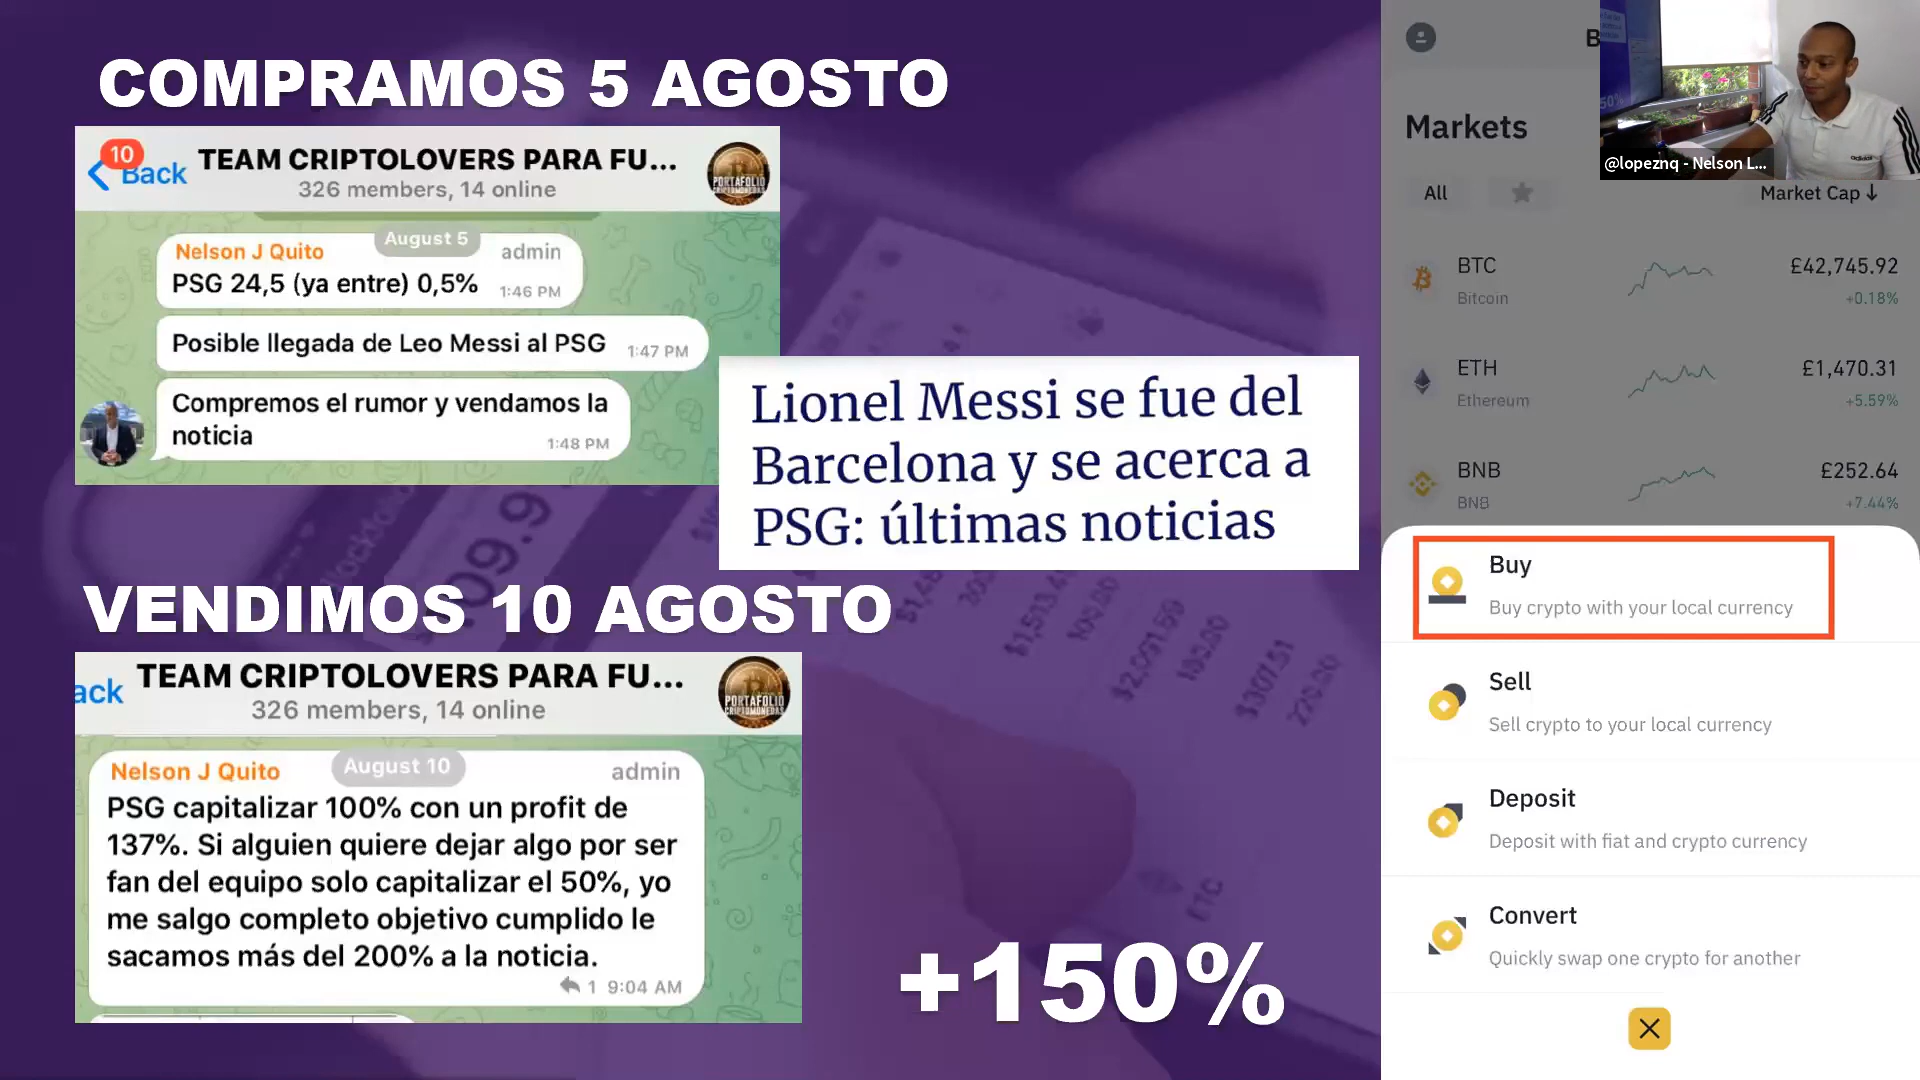 COMPRAMOS 5 AGOSTO
10
Back
TEAM CRIPTOLOVERS PARA FU...
326 members, 14 online
PORTAFOLIO
CRIPTOMONEDAS
August 5
Nelson J Quito
admin
PSG 24,5 (ya entre) 0,5%
1:46 PM
Posible llegada de Leo Messi al PSG
1:47 PM
Compremos el rumor y vendamos la
noticia
1:48 PM
Lionel Messi se fue del
Barcelona y se acerca a
PSG: últimas noticias
VENDIMOS 10 AGOSTO
ack
TEAM CRIPTOLOVERS PARA FU...
326 members, 14 online
PORTAFOLIO
CRIPTOMONEDAS
August 10
Nelson J Quito
admin
PSG capitalizar 100% con un profit de
137%. Si alguien quiere dejar algo por ser
fan del equipo solo capitalizar el 50%, yo
me salgo completo objetivo cumplido le
sacamos más del 200% a la noticia.
1 9:04 AM
+150%
B
@lopeznq - Nelson L...
adidas
Markets
All
Market Cap ↓
BTC
£42,745.92
Bitcoin
+0.18%
ETH
£1,470.31
Ethereum
+5.59%
BNB
£252.64
BNB
+7.44%
Buy
Buy crypto with your local currency
Sell
Sell crypto to your local currency
Deposit
Deposit with fiat and crypto currency
Convert
Quickly swap one crypto for another